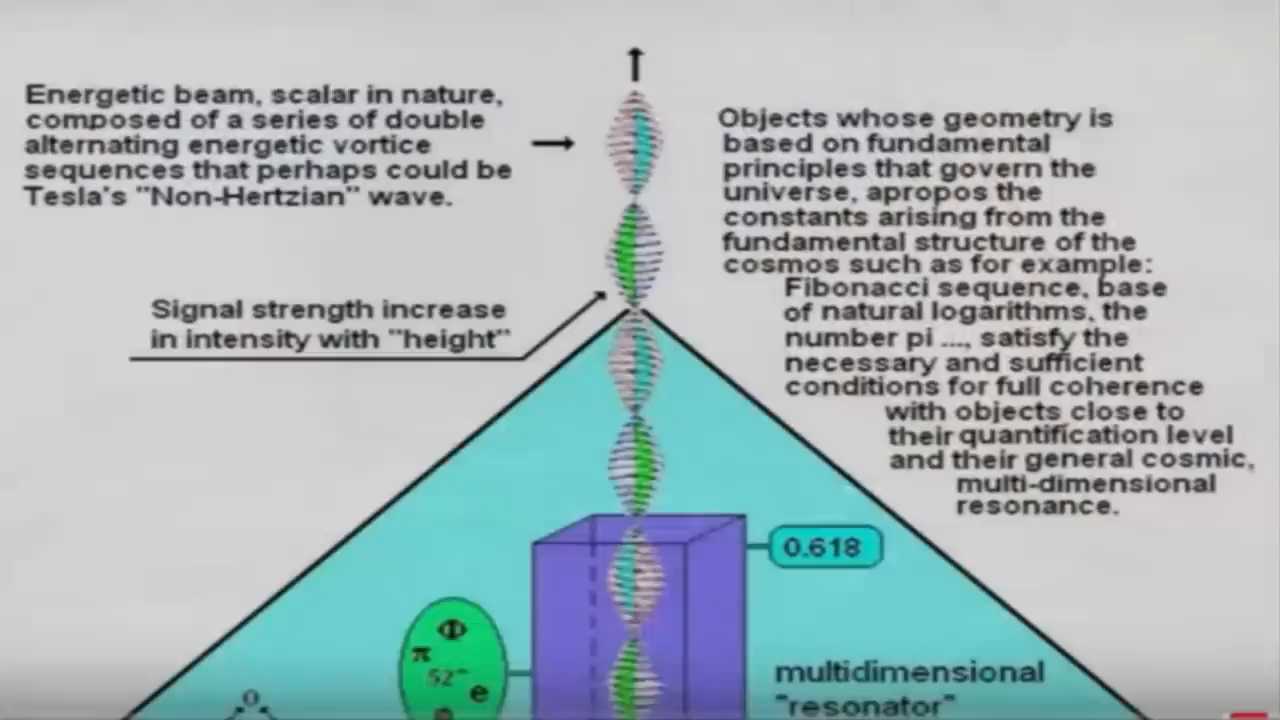 Energetic beam, scalar in nature,
composed of a series of double
alternating energetic vortice
sequences that perhaps could be
Tesla's "Non-Hertzian" wave.
Signal strength increase
in intensity with "height"
Objects whose geometry is
based on fundamental
principles that govern the
universe, apropos the
constants arising from the
fundamental structure of the
cosmos such as for example:
Fibonacci sequence, base
of natural logarithms, the
number pi ..., satisfy the
necessary and sufficient
conditions for full coherence
with objects close to
their quantification level
and their general cosmic,
multi-dimensional
resonance.
0.618
Φ
π
52
e
multidimensional
"resonator"